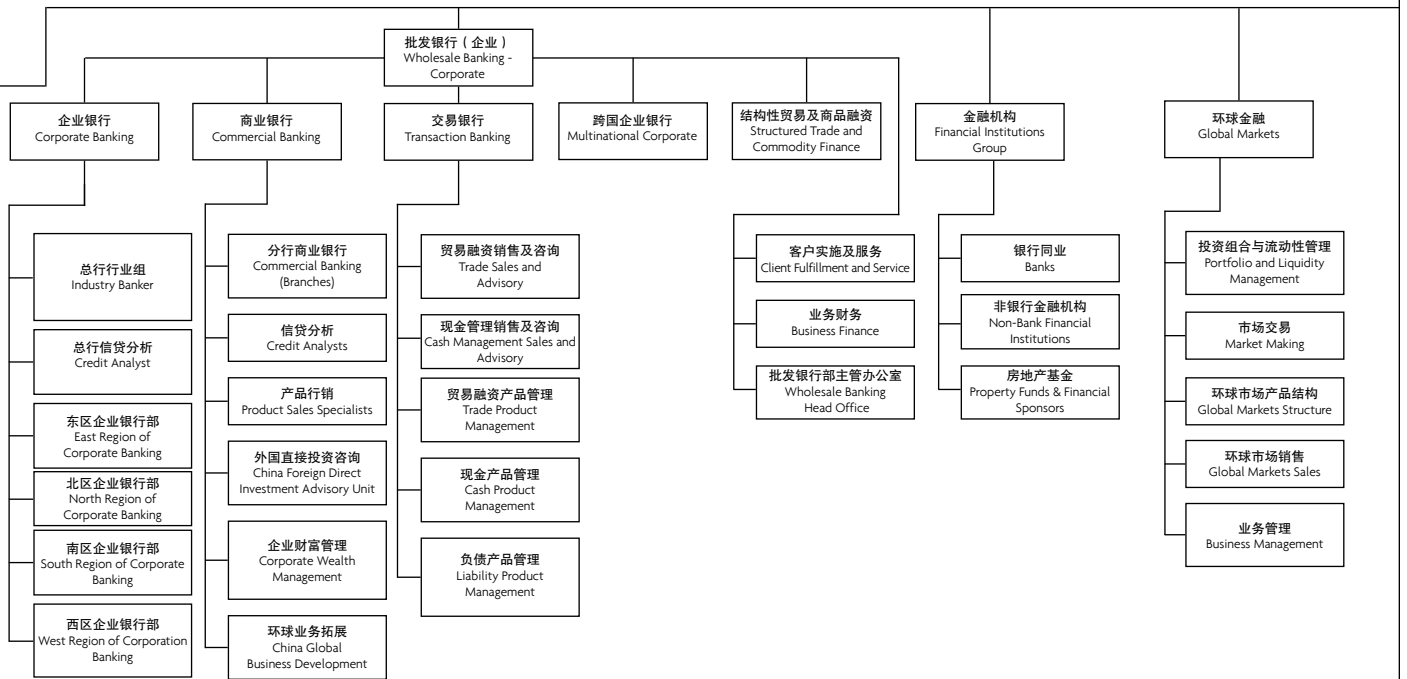 批发银行（企业）
Wholesale Banking -
Corporate
企业银行
Corporate Banking
商业银行
Commercial Banking
交易银行
Transaction Banking
跨国企业银行
Multinational Corporate
结构性贸易及商品融资
Structured Trade and
Commodity Finance
金融机构
Financial Institutions
Group
环球金融
Global Markets
总行行业组
Industry Banker
总行信贷分析
Credit Analyst
东区企业银行部
East Region of
Corporate Banking
北区企业银行部
North Region of
Corporate Banking
南区企业银行部
South Region of Corporate
Banking
西区企业银行部
West Region of Corporation
Banking
分行商业银行
Commercial Banking
(Branches)
信贷分析
Credit Analysts
产品行销
Product Sales Specialists
外国直接投资咨询
China Foreign Direct
Investment Advisory Unit
企业财富管理
Corporate Wealth
Management
环球业务拓展
China Global
Business Development
贸易融资销售及咨询
Trade Sales and
Advisory
现金管理销售及咨询
Cash Management Sales and
Advisory
贸易融资产品管理
Trade Product
Management
现金产品管理
Cash Product
Management
负债产品管理
Liability Product
Management
客户实施及服务
Client Fulfillment and Service
业务财务
Business Finance
批发银行部主管办公室
Wholesale Banking
Head Office
银行同业
Banks
非银行金融机构
Non-Bank Financial
Institutions
房地产基金
Property Funds & Financial
Sponsors
投资组合与流动性管理
Portfolio and Liquidity
Management
市场交易
Market Making
环球市场产品结构
Global Markets Structure
环球市场销售
Global Markets Sales
业务管理
Business Management